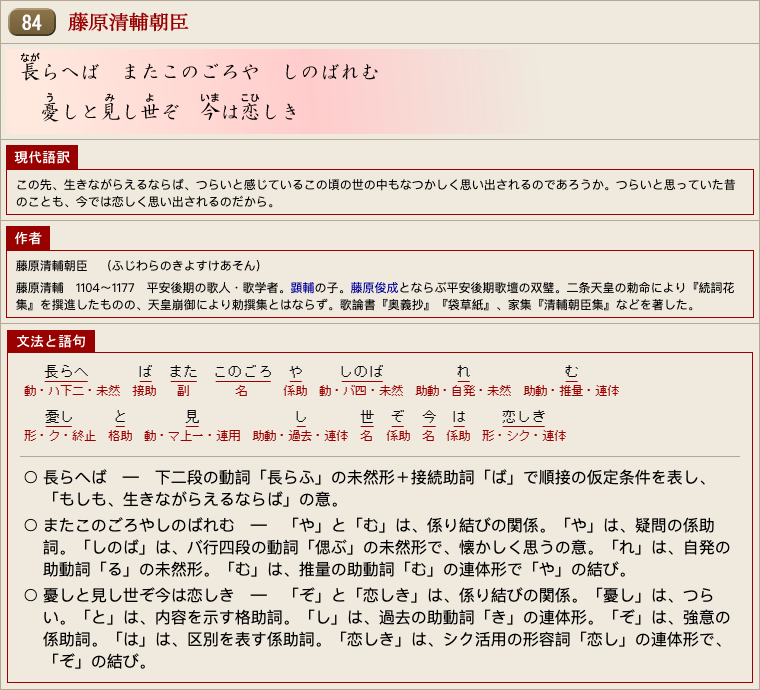 84 藤原清輔朝臣
なが
長らへば　またこのごろや　しのばれむ
う　み　よ　いま　こひ
憂しと見し世ぞ　今は恋しき
現代語訳
この先、生きながらえるならば、つらいと感じているこの頃の世の中もなつかしく思い出されるのであろうか。つらいと思っていた昔
のことも、今では恋しく思い出されるのだから。
作者
藤原清輔朝臣　（ふじわらのきよすけあそん）
藤原清輔　1104～1177　平安後期の歌人・歌学者。顕輔の子。藤原俊成とならぶ平安後期歌壇の双璧。二条天皇の勅命により『続詞花
集』を撰進したものの、天皇崩御により勅撰集とはならず。歌論書『奥義抄』『袋草紙』、家集『清輔朝臣集』などを著した。
文法と語句
長らへ　ば　また　このごろ　や　しのば　れ　む
動・ハ下二・未然　接助　副　名　係助　動・バ四・未然　助動・自発・未然　助動・推量・連体
憂し　と　見　し　世　ぞ　今　は　恋しき
形・ク・終止　格助　動・マ上一・連用　助動・過去・連体　名　係助　名　係助　形・シク・連体
○ 長らへば　―　下二段の動詞「長らふ」の未然形＋接続助詞「ば」で順接の仮定条件を表し、
「もしも、生きながらえるならば」の意。
○ またこのごろやしのばれむ　―　「や」と「む」は、係り結びの関係。「や」は、疑問の係助
詞。「しのば」は、バ行四段の動詞「偲ぶ」の未然形で、懐かしく思うの意。「れ」は、自発の
助動詞「る」の未然形。「む」は、推量の助動詞「む」の連体形で「や」の結び。
○ 憂しと見し世ぞ今は恋しき　―　「ぞ」と「恋しき」は、係り結びの関係。「憂し」は、つら
い。「と」は、内容を示す格助詞。「し」は、過去の助動詞「き」の連体形。「ぞ」は、強意の
係助詞。「は」は、区別を表す係助詞。「恋しき」は、シク活用の形容詞「恋し」の連体形で、
「ぞ」の結び。